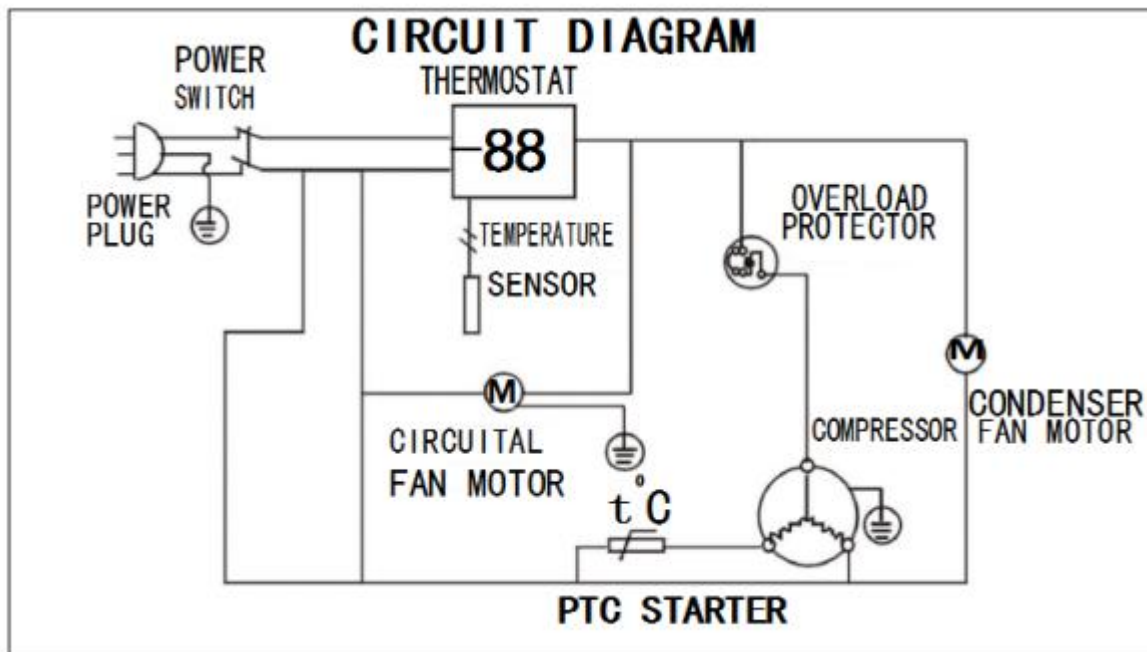 CIRCUIT DIAGRAM
POWER
SWITCH
THERMOSTAT
88
POWER
PLUG
TEMPERATURE
SENSOR
OVERLOAD
PROTECTOR
M
M
CIRCUITAL
FAN MOTOR
COMPRESSOR
CONDENSER
FAN MOTOR
t°C
PTC STARTER